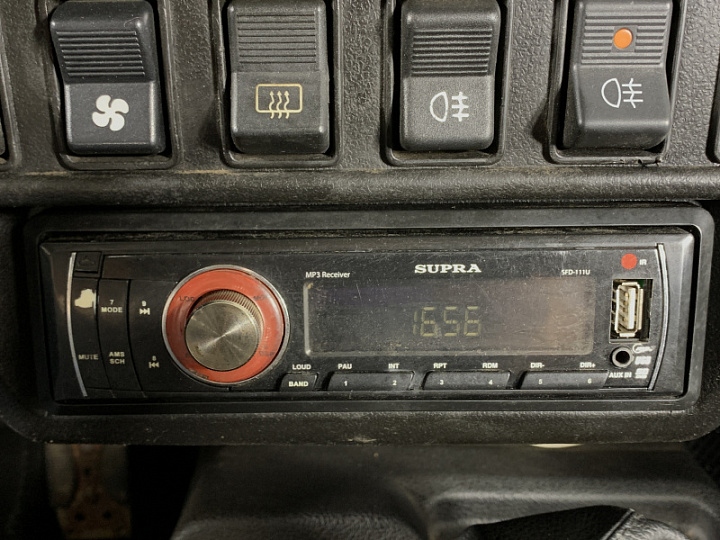 MP3 Receiver
SUPRA
SFD-111U
IR
7
MODE
9
16:56
MUTE
AMS
SCH
8
LOUD
BAND
PAU
1
INT
2
RPT
3
RDM
4
DIR-
5
DIR+
6
AUX IN